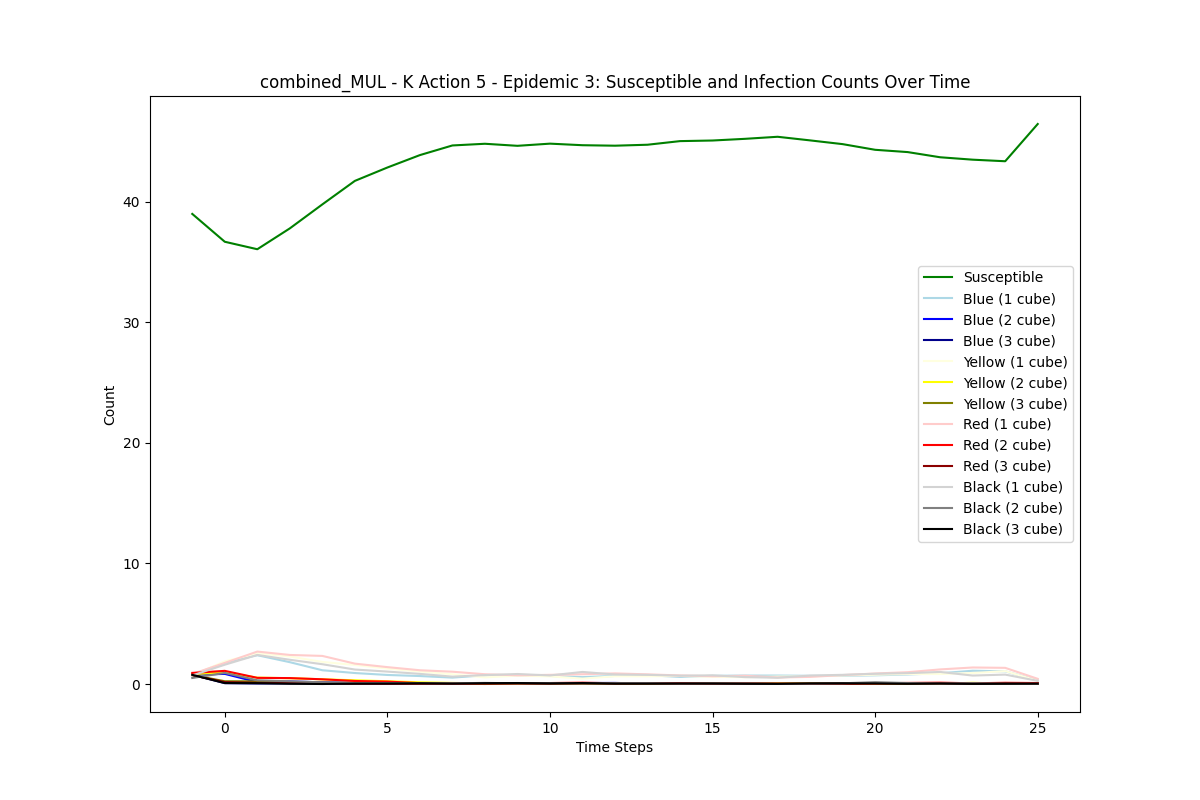 combined_MUL - K Action 5 - Epidemic 3: Susceptible and Infection Counts Over Time
Count
40
30
20
10
0
Susceptible
Blue (1 cube)
Blue (2 cube)
Blue (3 cube)
Yellow (1 cube)
Yellow (2 cube)
Yellow (3 cube)
Red (1 cube)
Red (2 cube)
Red (3 cube)
Black (1 cube)
Black (2 cube)
Black (3 cube)
0 5 10 15 20 25
Time Steps